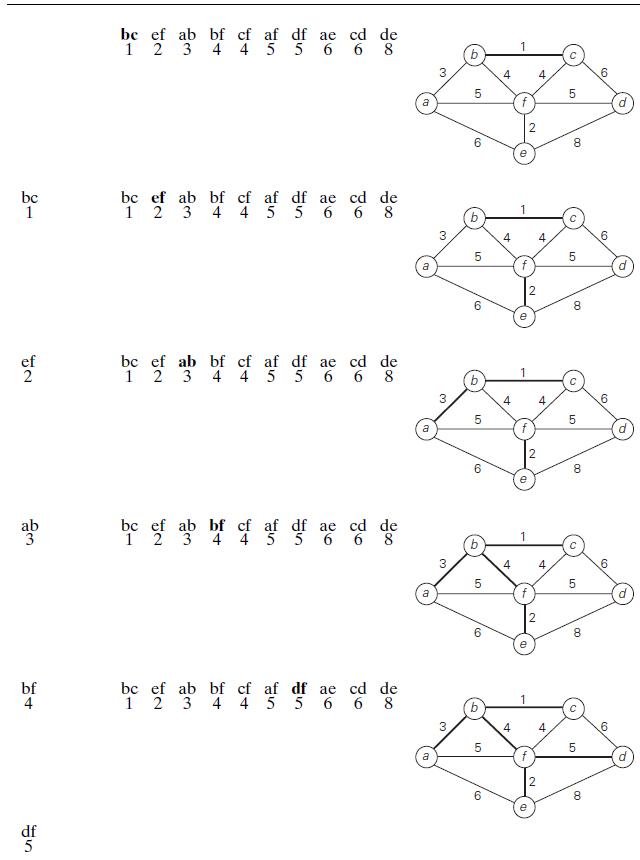 bc ef ab bf cf af df ae cd de
1 2 3 4 4 5 5 6 6 8
1
b c
3 4 4 6
5 5
a f d
2
6 8
e
bc bc ef ab bf cf af df ae cd de
1 1 2 3 4 4 5 5 6 6 8
1
b c
3 4 4 6
5 5
a f d
2
6 8
e
ef bc ef ab bf cf af df ae cd de
2 1 2 3 4 4 5 5 6 6 8
1
b c
3 4 4 6
5 5
a f d
2
6 8
e
ab bc ef ab bf cf af df ae cd de
3 1 2 3 4 4 5 5 6 6 8
1
b c
3 4 4 6
5 5
a f d
2
6 8
e
bf bc ef ab bf cf af df ae cd de
4 1 2 3 4 4 5 5 6 6 8
1
b c
3 4 4 6
5 5
a f d
2
6 8
e
df
5